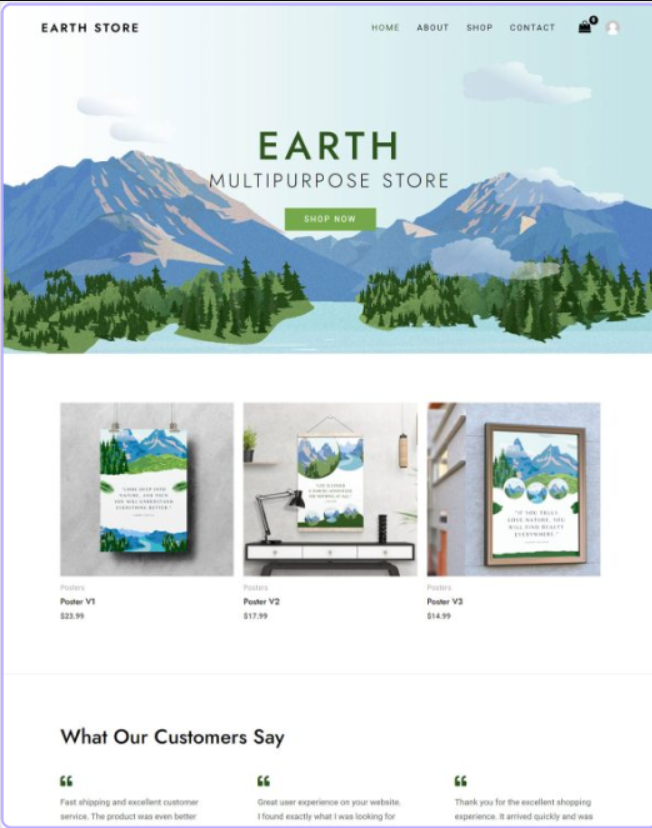 EARTH STORE
HOME ABOUT SHOP CONTACT
0
EARTH
MULTIPURPOSE STORE
SHOP NOW
"LOOK DEEP INTO
NATURE, AND THEN
YOU WILL UNDERSTAND
EVERYTHING BETTER."
"IF YOU TRULY
LOVE NATURE, YOU
WILL FIND BEAUTY
EVERYWHERE."
Posters
Poster V1
$23.99
Posters
Poster V2
$17.99
Posters
Poster V3
$14.99
What Our Customers Say
Fast shipping and excellent customer
service. The product was even better
Great user experience on your website.
I found exactly what I was looking for
Thank you for the excellent shopping
experience. It arrived quickly and was